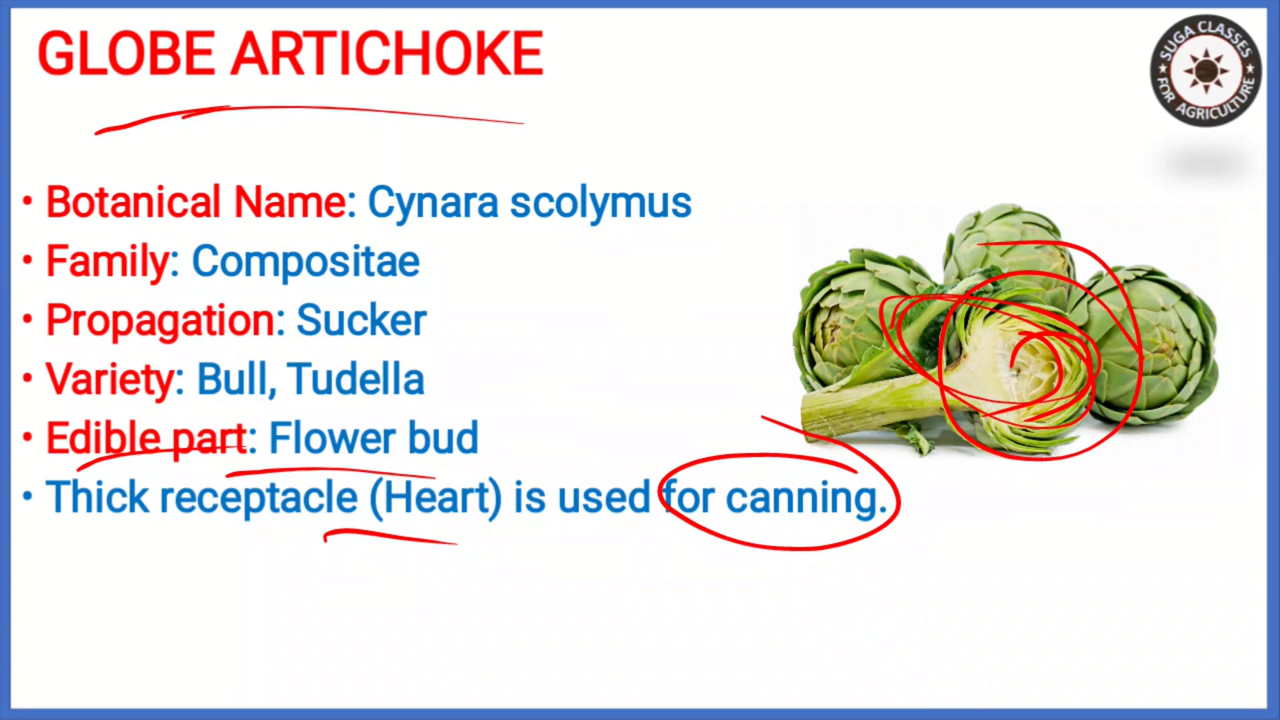 GLOBE ARTICHOKE
SUGA CLASSES
FOR AGRICULTURE
• Botanical Name: Cynara scolymus
• Family: Compositae
• Propagation: Sucker
• Variety: Bull, Tudella
• Edible part: Flower bud
• Thick receptacle (Heart) is used for canning.